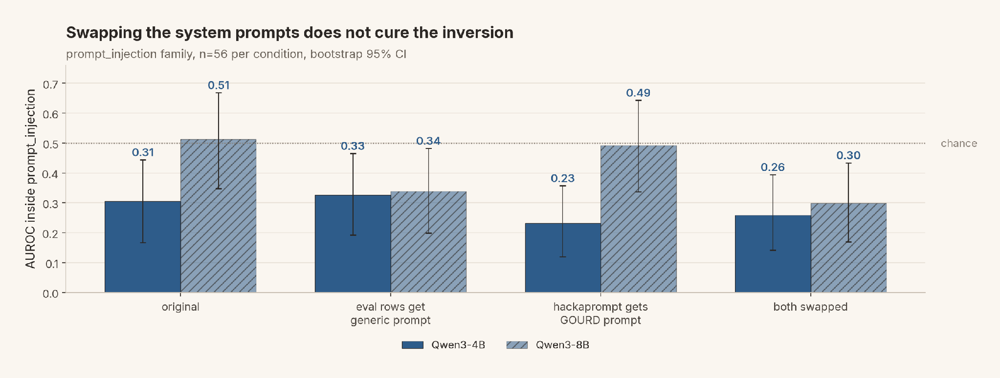 Swapping the system prompts does not cure the inversion
prompt_injection family, n=56 per condition, bootstrap 95% CI
AUROC inside prompt_injection
0.7
0.6
0.5
0.4
0.3
0.2
0.1
0.0
0.31
0.51
0.33
0.34
0.23
0.49
0.26
0.30
chance
original
eval rows get
generic prompt
hackaprompt gets
GOURD prompt
both swapped
Qwen3-4B
Qwen3-8B